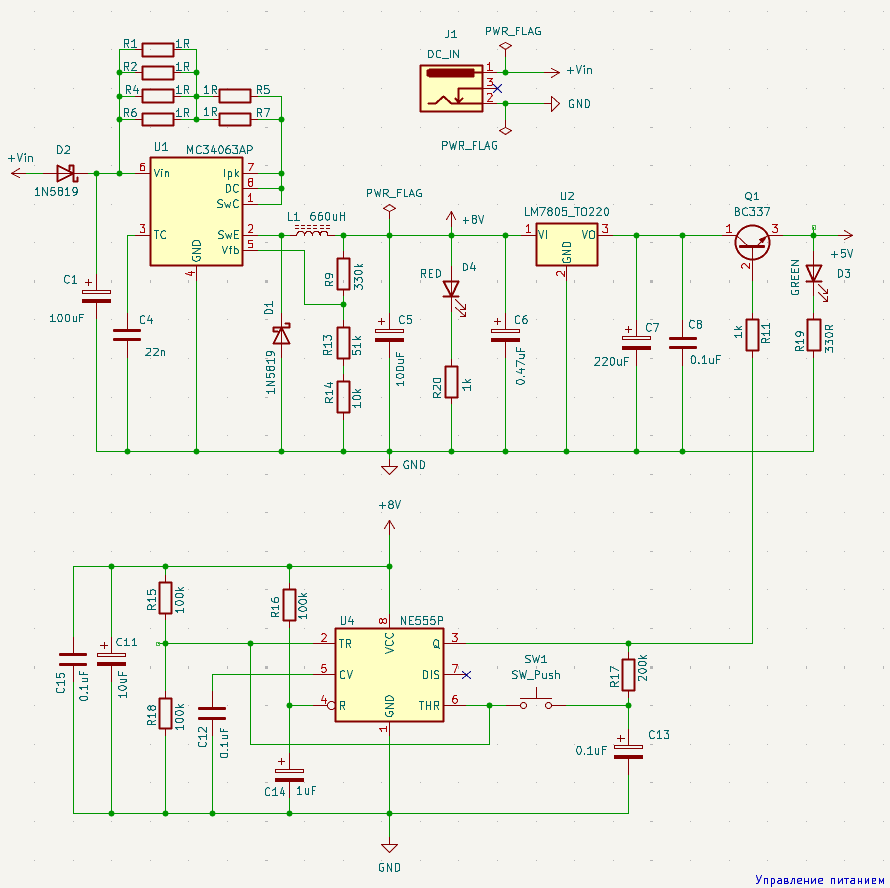 R1 1R
R2 1R
R4 1R 1R R5
R6 1R 1R R7
J1
DC_IN
1
3
2
PWR_FLAG
+Vin
GND
PWR_FLAG
+Vin
D2
1N5819
U1 MC34063AP
6 Vin
3 TC
GND
4
Ipk 7
DC 8
SwC 1
SwE 2
Vfb 5
C1
100uF
C4
22n
D1
1N5819
L1 660uH
R9
330k
R13
51k
R14
10k
PWR_FLAG
C5
100uF
+8V
RED D4
R20
1k
C6
0.47uF
U2
LM7805_TO220
1 VI VO 3
GND
2
C7
220uF
C8
0.1uF
Q1
BC337
1 3
2
1k
R11
+5V
GREEN
D3
R19
330R
GND
+8V
C15
0.1uF
C11
10uF
R15
100k
R18
100k
C12
0.1uF
R16
100k
C14 1uF
U4 NE555P
8
VCC
2 TR Q 3
5 CV DIS 7
4 R THR 6
GND
1
SW1
SW_Push
R17
200k
C13
0.1uF
GND
Управление питанием